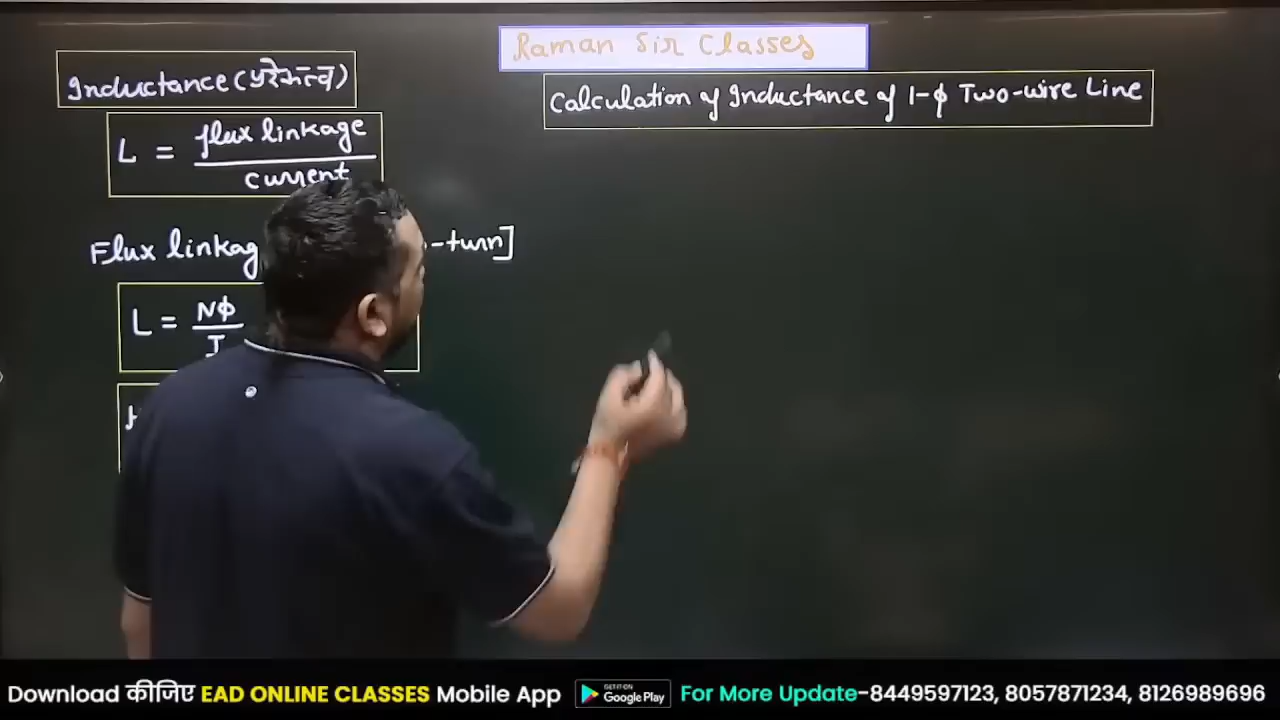 Raman Sir Classes
Inductance (प्रेरकत्व)
Calculation of Inductance of 1-ϕ Two-wire Line
L = flux linkage
current
Flux linkag -turn]
L = Nϕ
I
Download कीजिए EAD ONLINE CLASSES Mobile App GET IT ON Google Play For More Update-8449597123, 8057871234, 8126989696